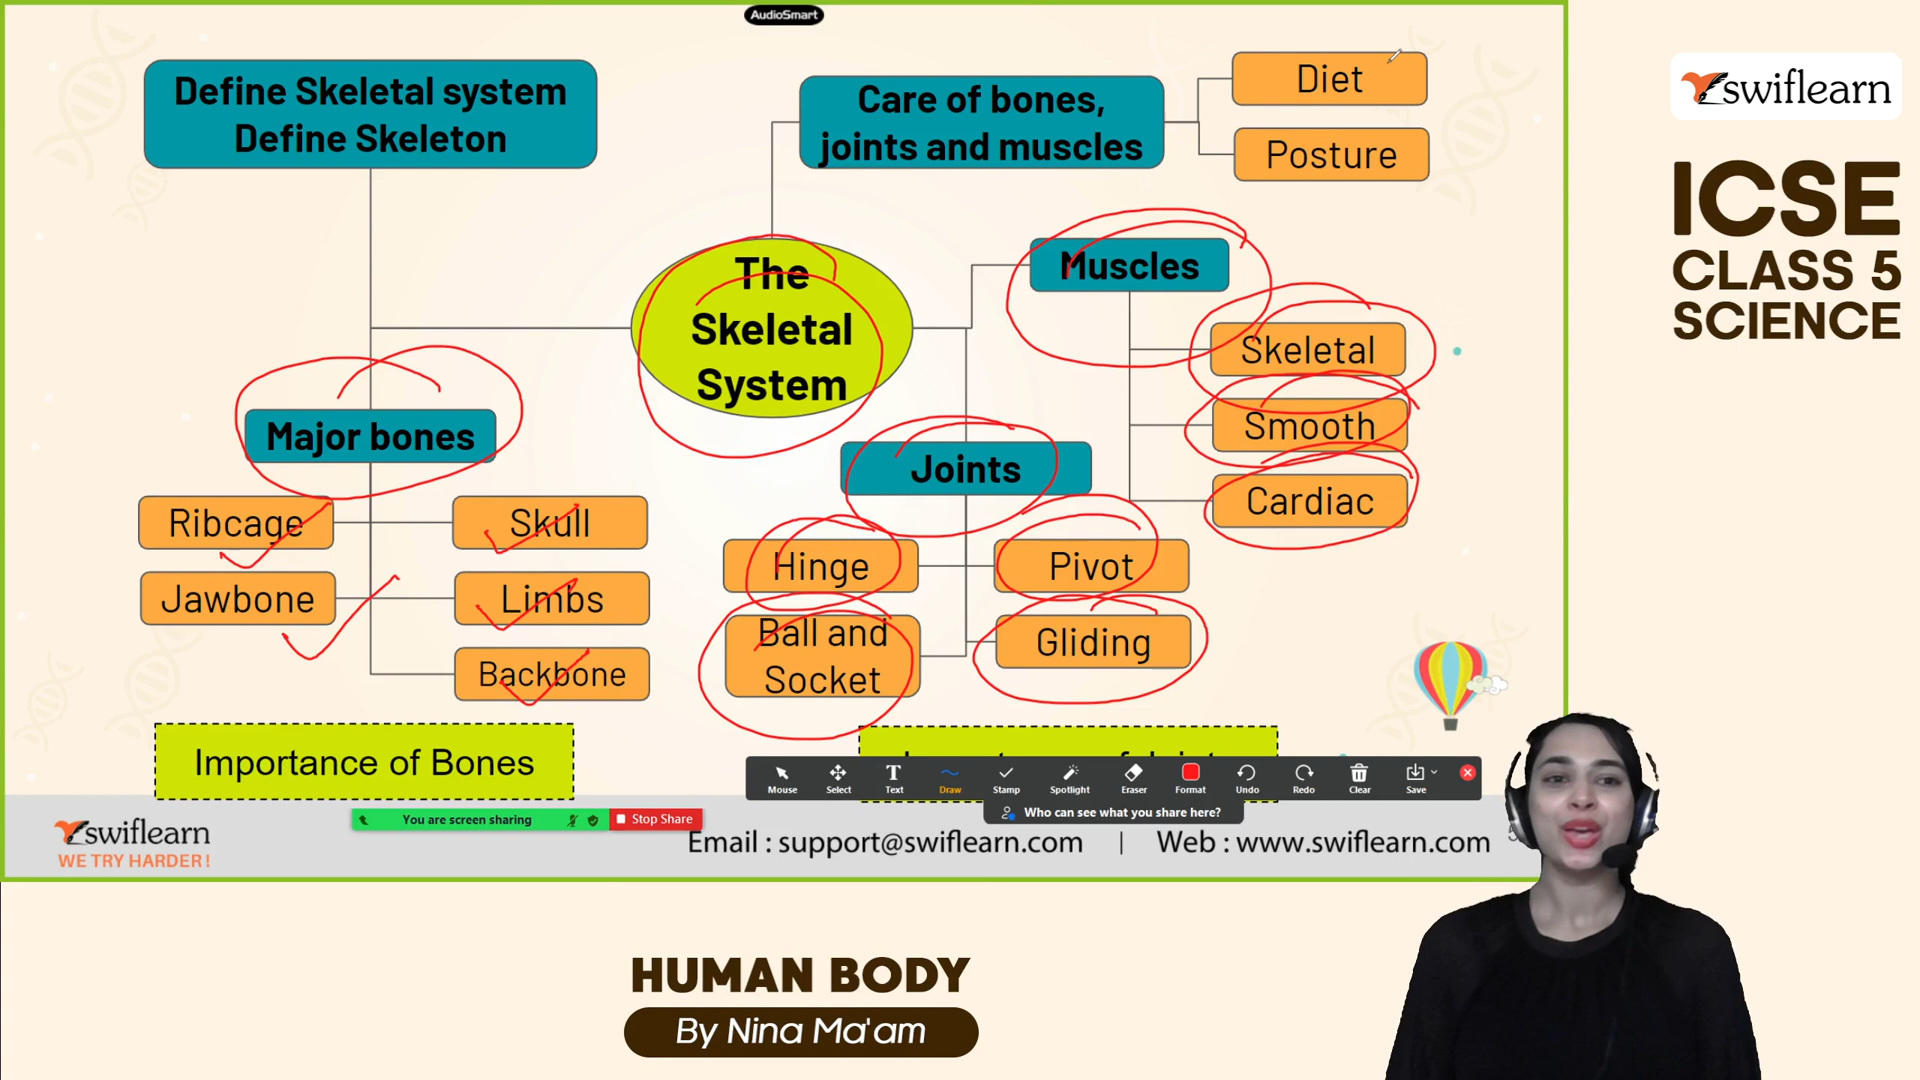 AudioSmart
Define Skeletal system
Define Skeleton
Care of bones,
joints and muscles
Diet
Posture
The
Skeletal
System
Muscles
Skeletal
Smooth
Cardiac
Major bones
Ribcage
Skull
Jawbone
Limbs
Backbone
Joints
Hinge
Pivot
Ball and
Socket
Gliding
Importance of Bones
Mouse
Select
Text
Draw
Stamp
Spotlight
Eraser
Format
Undo
Redo
Clear
Save
Who can see what you share here?
You are screen sharing
Stop Share
swiflearn
WE TRY HARDER!
Email : support@swiflearn.com | Web : www.swiflearn.com
swiflearn
ICSE
CLASS 5
SCIENCE
HUMAN BODY
By Nina Ma'am